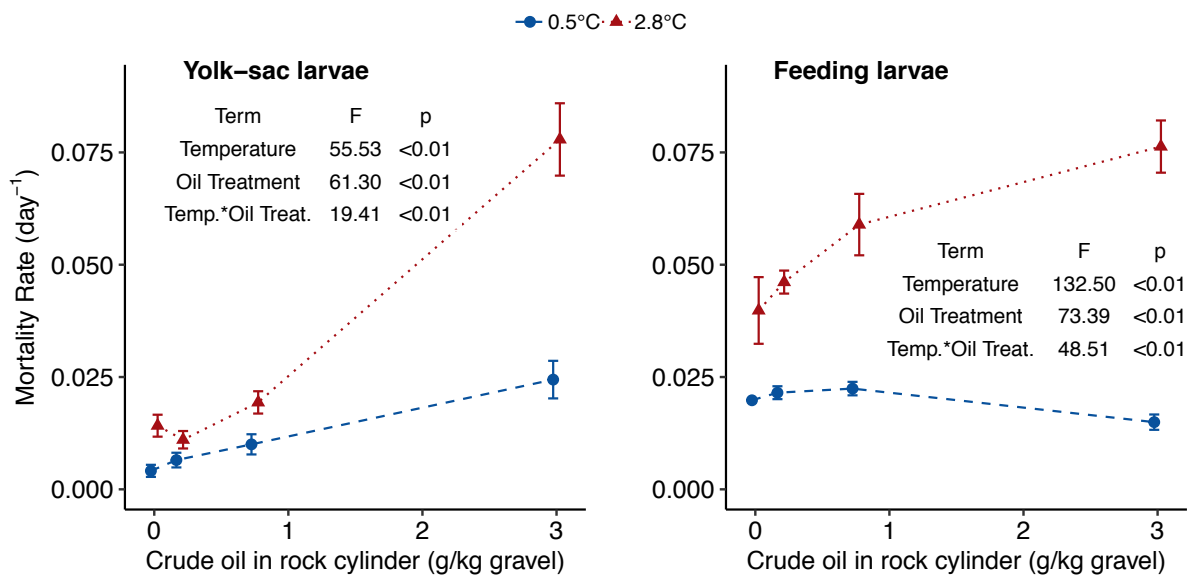 0.5°C 2.8°C
Mortality Rate (day⁻¹)
Yolk–sac larvae
Term F p
Temperature 55.53 <0.01
Oil Treatment 61.30 <0.01
Temp.*Oil Treat. 19.41 <0.01
0.075
0.050
0.025
0.000
0 1 2 3
Crude oil in rock cylinder (g/kg gravel)
Feeding larvae
0.075
0.050
0.025
0.000
Term F p
Temperature 132.50 <0.01
Oil Treatment 73.39 <0.01
Temp.*Oil Treat. 48.51 <0.01
0 1 2 3
Crude oil in rock cylinder (g/kg gravel)